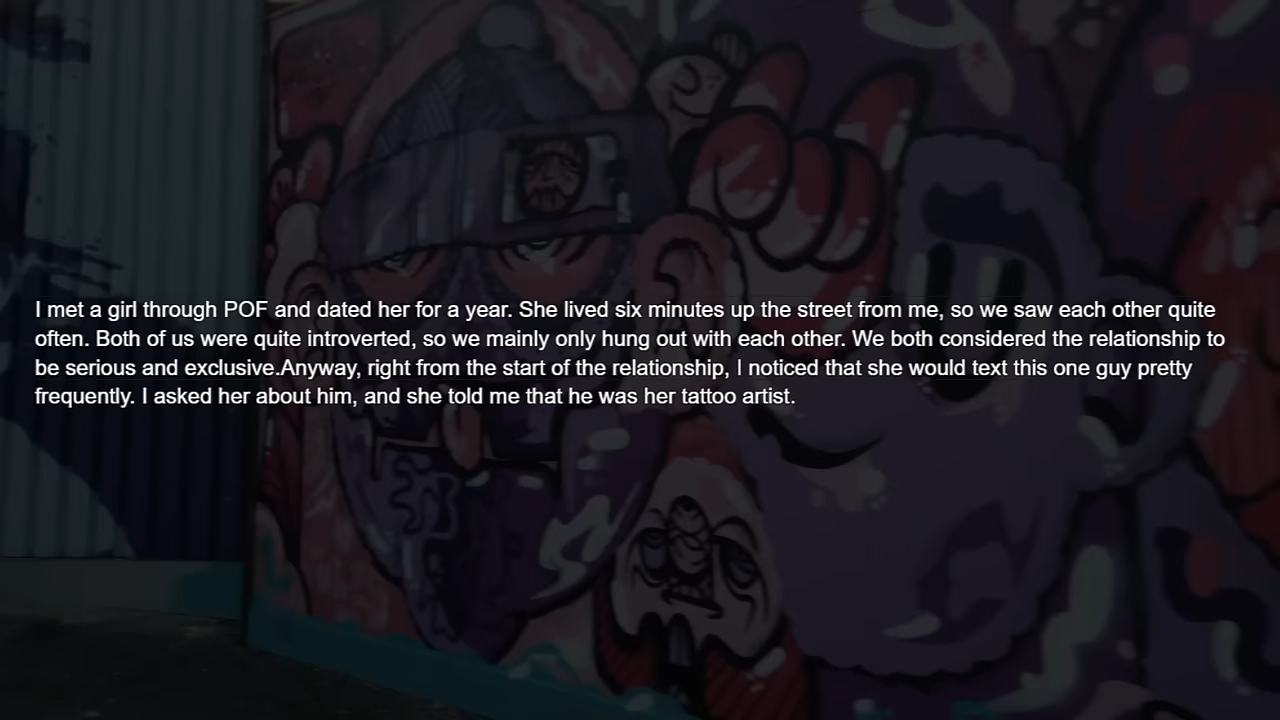 I met a girl through POF and dated her for a year. She lived six minutes up the street from me, so we saw each other quite
often. Both of us were quite introverted, so we mainly only hung out with each other. We both considered the relationship to
be serious and exclusive.Anyway, right from the start of the relationship, I noticed that she would text this one guy pretty
frequently. I asked her about him, and she told me that he was her tattoo artist.